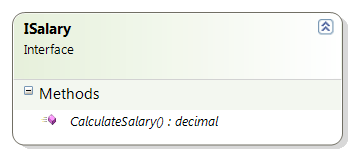 ISalary
Interface
Methods
CalculateSalary() : decimal